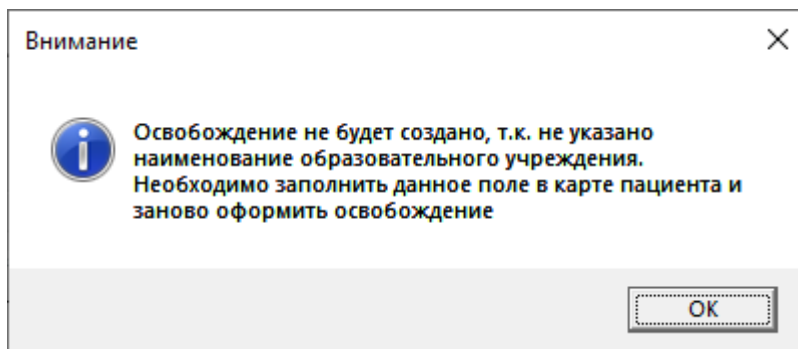 Внимание
Освобождение не будет создано, т.к. не указано
наименование образовательного учреждения.
Необходимо заполнить данное поле в карте пациента и
заново оформить освобождение
OK